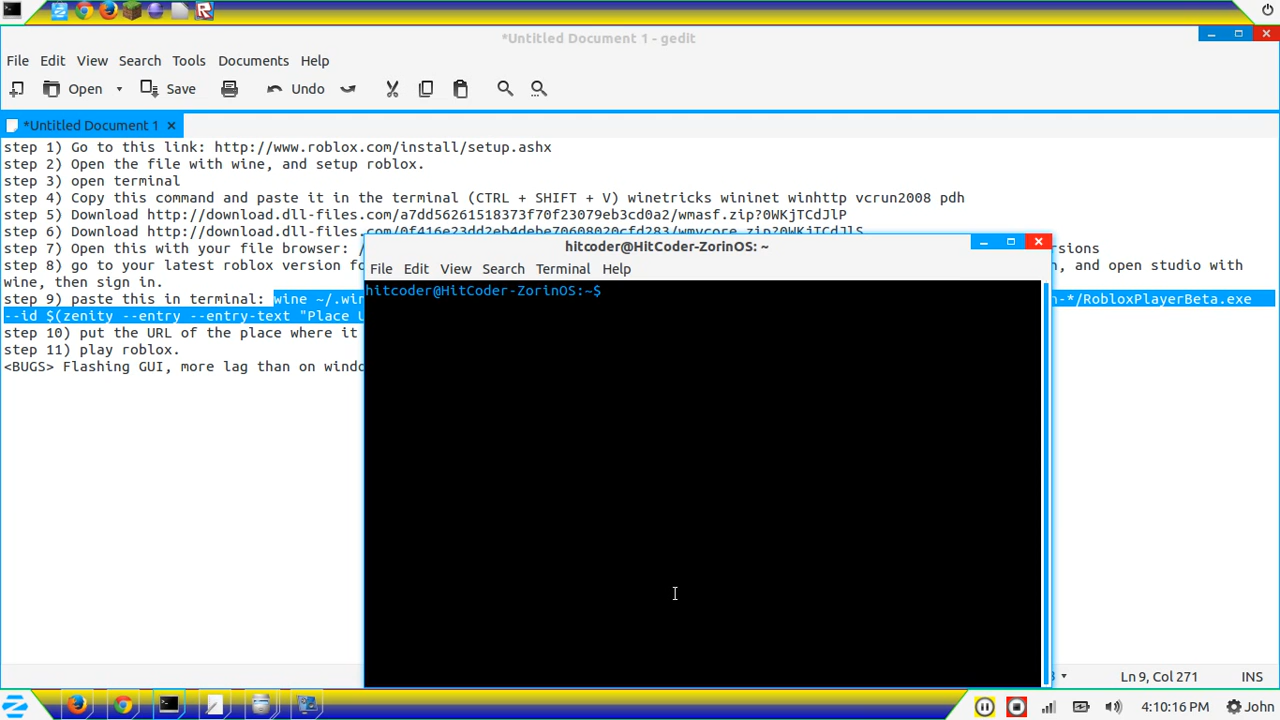 *Untitled Document 1 - gedit
File Edit View Search Tools Documents Help
Open Save Undo
*Untitled Document 1
step 1) Go to this link: http://www.roblox.com/install/setup.ashx
step 2) Open the file with wine, and setup roblox.
step 3) open terminal
step 4) Copy this command and paste it in the terminal (CTRL + SHIFT + V) winetricks wininet winhttp vcrun2008 pdh
step 5) Download http://download.dll-files.com/a7dd56261518373f70f23079eb3cd0a2/wmasf.zip?0WKjTCdJlP
step 6) Download http://download.dll-files.com/0f416e23dd2eb4debe70608020cfd283/wmvcore.zip?0WKjTCdJlS
step 7) Open this with your file browser: / ersions
step 8) go to your latest roblox version fo n, and open studio with
wine, then sign in.
step 9) paste this in terminal: wine ~/.win n-*/RobloxPlayerBeta.exe
--id $(zenity --entry --entry-text "Place U
step 10) put the URL of the place where it
step 11) play roblox.
<BUGS> Flashing GUI, more lag than on windo
hitcoder@HitCoder-ZorinOS: ~
File Edit View Search Terminal Help
hitcoder@HitCoder-ZorinOS:~$
Ln 9, Col 271 INS
4:10:16 PM John